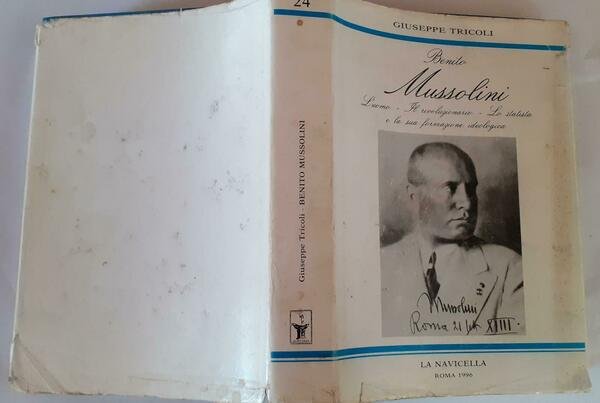 24
Giuseppe Tricoli - BENITO MUSSOLINI
GIUSEPPE TRICOLI
Benito
Mussolini
L'uomo - Il rivoluzionario - Lo statista
e la sua formazione ideologica
Mussolini
Roma 21
XIII
LA NAVICELLA
ROMA 1996